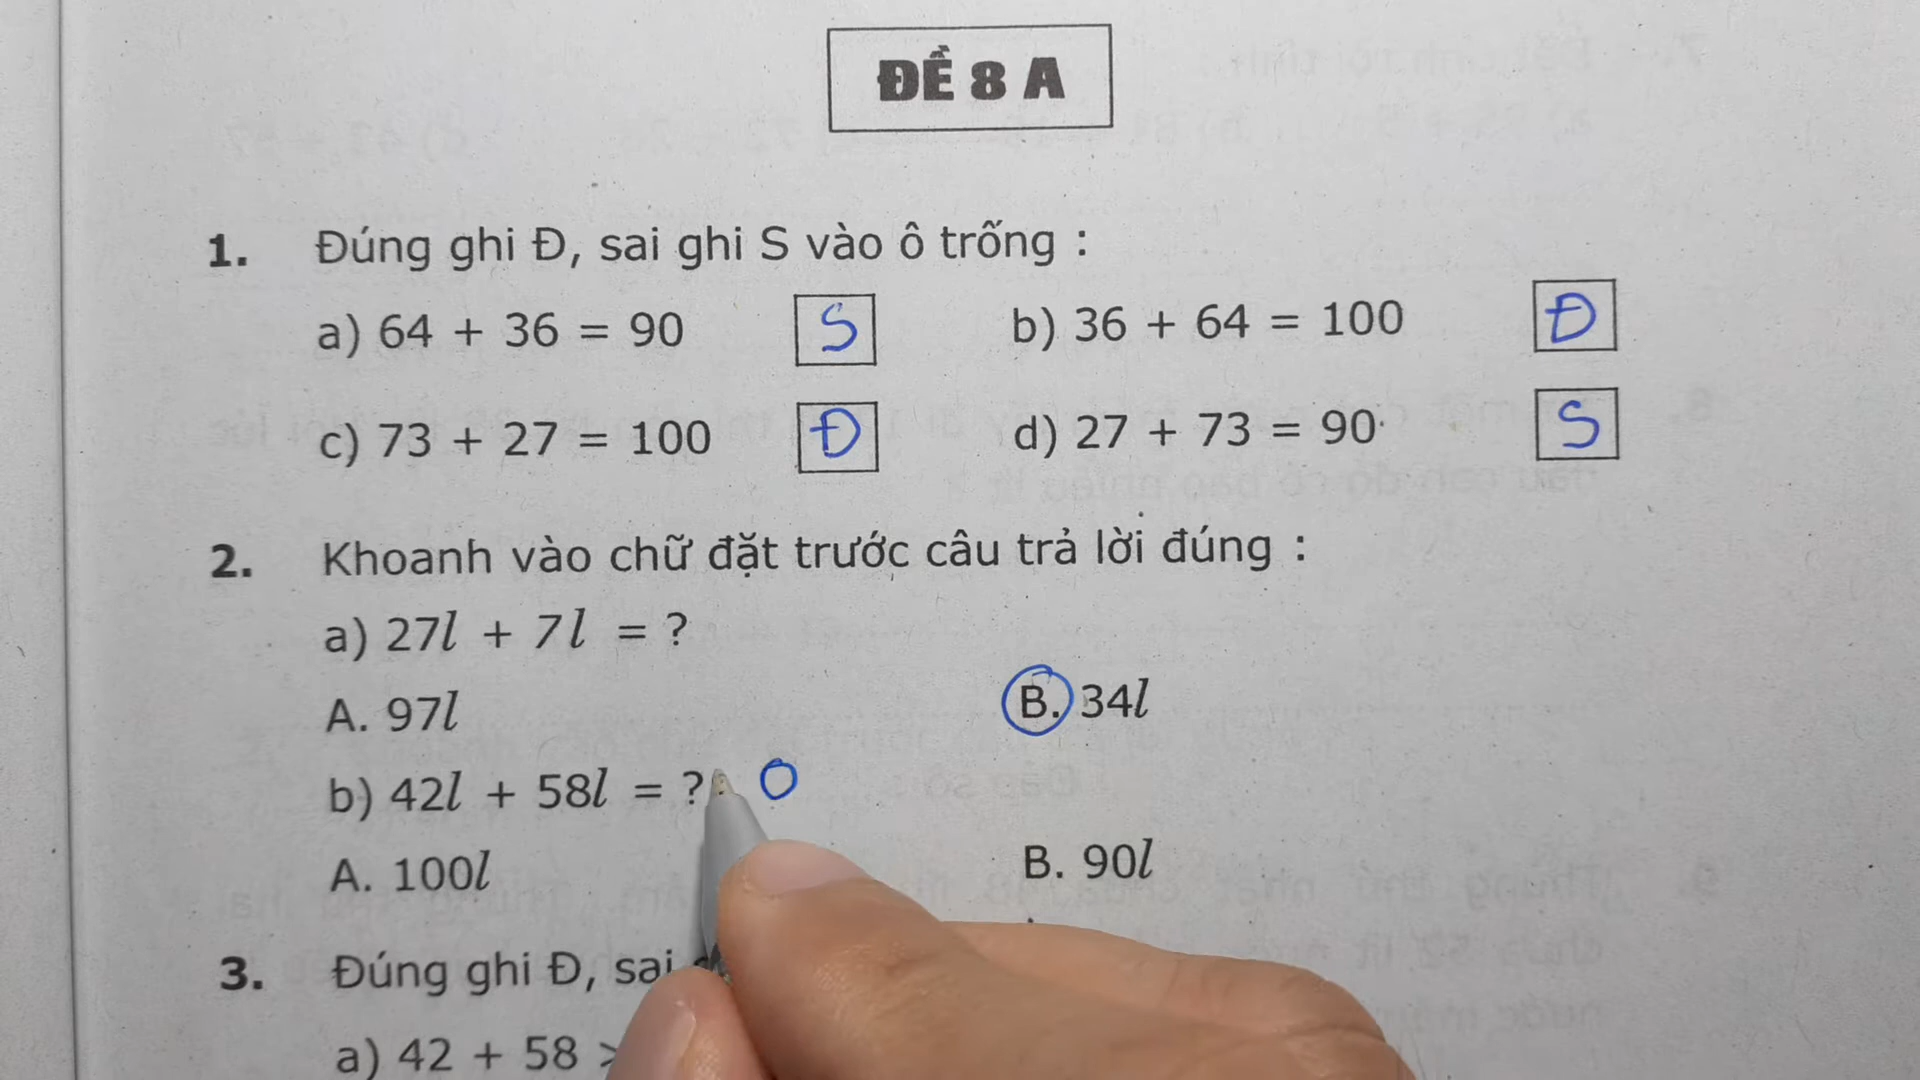 ĐỀ 8 A
1. Đúng ghi Đ, sai ghi S vào ô trống :
a) 64 + 36 = 90 S b) 36 + 64 = 100 Đ
c) 73 + 27 = 100 Đ d) 27 + 73 = 90 S
2. Khoanh vào chữ đặt trước câu trả lời đúng :
a) 27l + 7l = ?
A. 97l B. 34l
b) 42l + 58l = ? 0
A. 100l B. 90l
3. Đúng ghi Đ, sai
a) 42 + 58 >